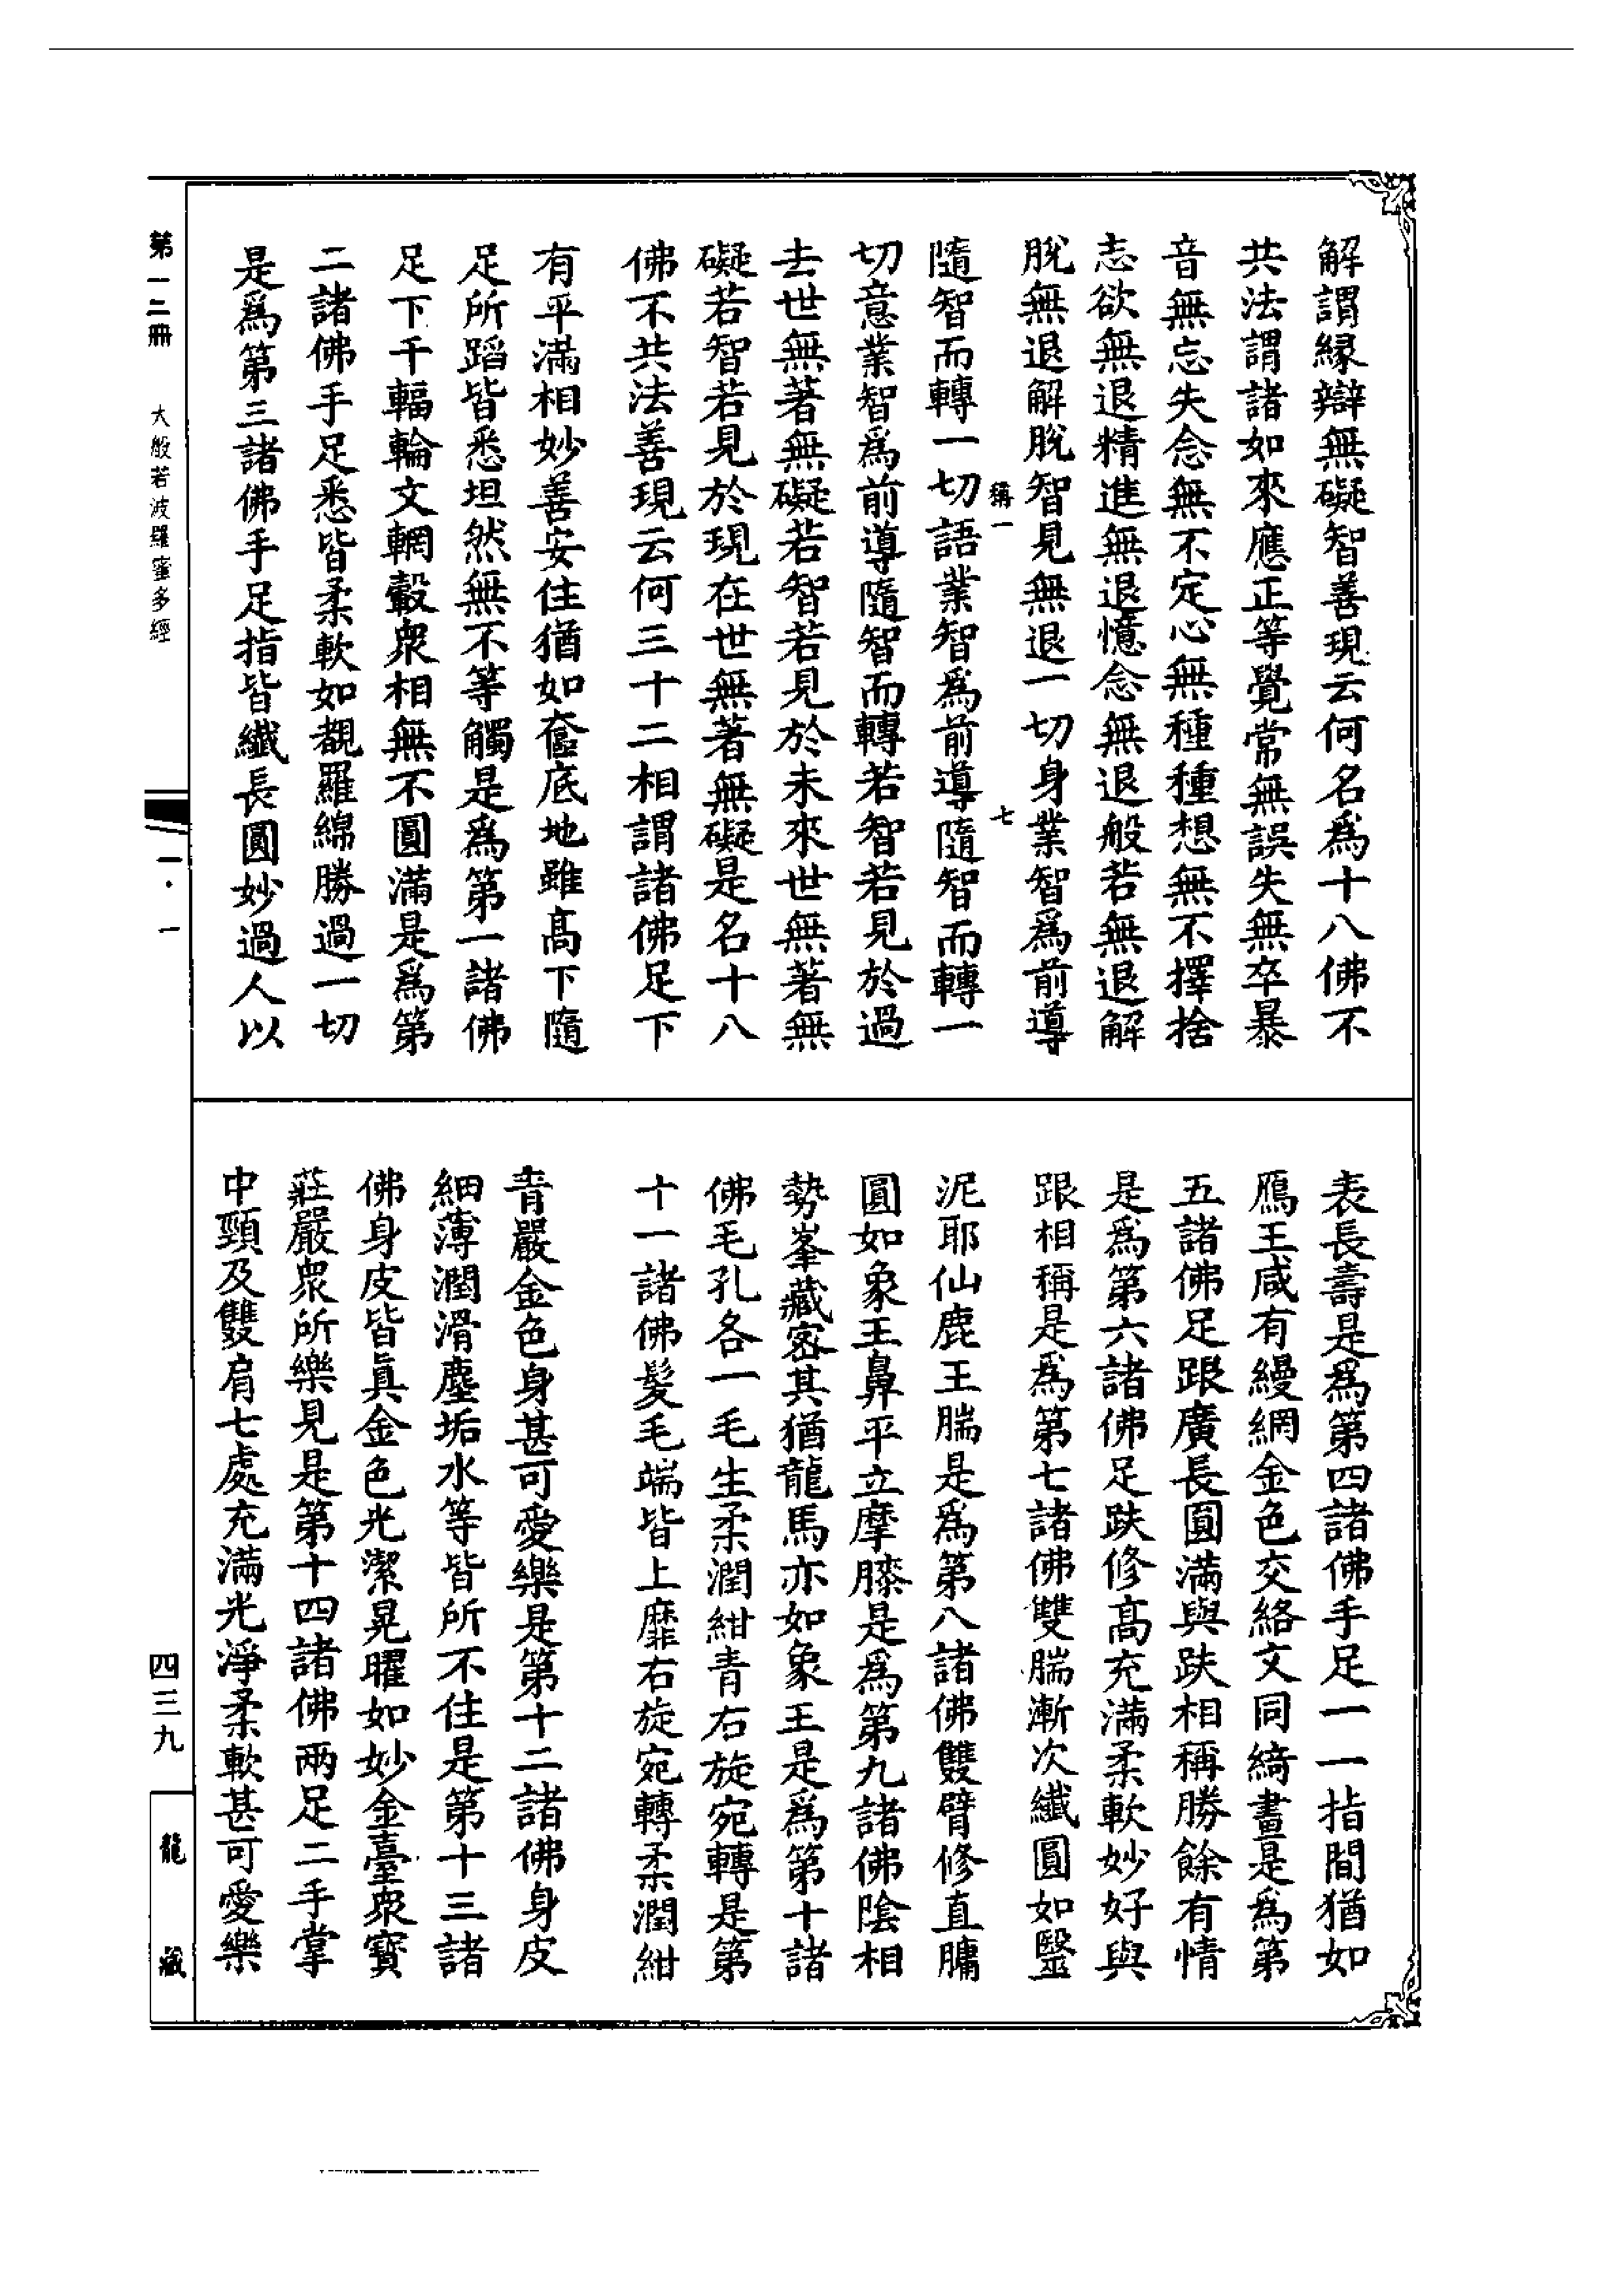 解謂緣辯無礙智善現云何名爲十八佛不
共法謂諸如來應正等覺常無誤失無卒暴
音無忘失念無不定心無種種想無不擇捨
志欲無退精進無退憶念無退般若無退解
脫無退解脫智見無退一切身業智爲前導
稱一
七
隨智而轉一切語業智爲前導隨智而轉一
切意業智爲前導隨智而轉若智若見於過
去世無著無礙若智若見於未來世無著無
礙若智若見於現在世無著無礙是名十八
佛不共法善現云何三十二相謂諸佛足下
有平滿相妙善安住猶如奩底地雖高下隨
足所蹈皆悉坦然無不等觸是爲第一諸佛
足下千輻輪文輞轂衆相無不圓滿是爲第
二諸佛手足悉皆柔軟如覩羅綿勝過一切
是爲第三諸佛手足指皆纖長圓妙過人以
表長壽是爲第四諸佛手足一一指間猶如
鴈王咸有縵網金色交絡文同綺畫是爲第
五諸佛足跟廣長圓滿與趺相稱勝餘有情
是爲第六諸佛足趺修高充滿柔軟妙好與
跟相稱是爲第七諸佛雙腨漸次纖圓如瑿
泥耶仙鹿王腨是爲第八諸佛雙臂修直𦟛
圓如象王鼻平立摩膝是爲第九諸佛陰相
勢峯藏密其猶龍馬亦如象王是爲第十諸
佛毛孔各一毛生柔潤紺青右旋宛轉是第
十一諸佛髮毛端皆上靡右旋宛轉柔潤紺
青嚴金色身甚可愛樂是第十二諸佛身皮
細薄潤滑塵垢水等皆所不住是第十三諸
佛身皮皆眞金色光潔晃曜如妙金臺衆寶
莊嚴衆所樂見是第十四諸佛兩足二手掌
中頸及雙肩七處充滿光淨柔軟甚可愛樂
第一二冊
大般若波羅蜜多經
一·一
四三九
龍藏